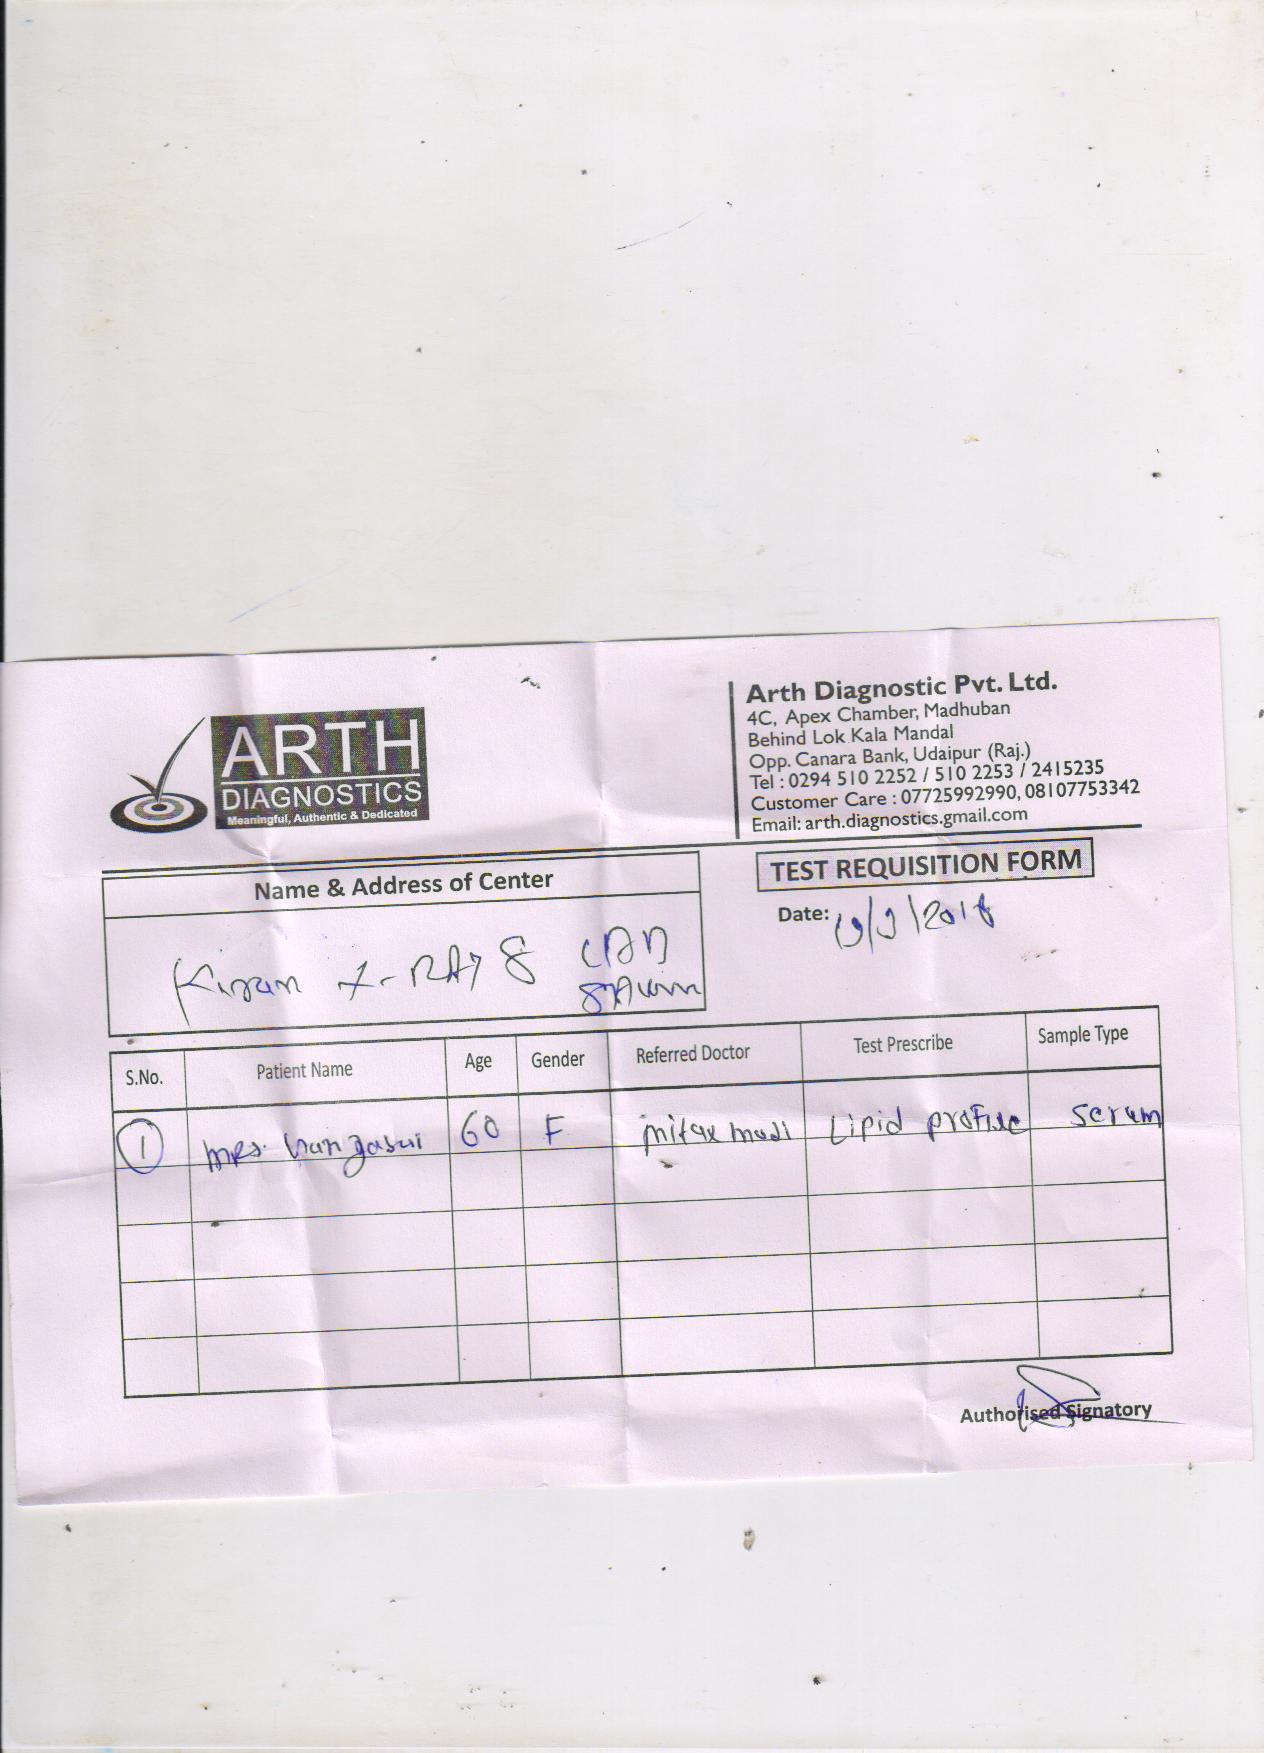 ARTH
DIAGNOSTICS
Meaningful, Authentic & Dedicated
Arth Diagnostic Pvt. Ltd.
4C, Apex Chamber, Madhuban
Behind Lok Kala Mandal
Opp. Canara Bank, Udaipur (Raj.)
Tel : 0294 510 2252 / 510 2253 / 2415235
Customer Care : 07725992990, 08107753342
Email: arth.diagnostics.gmail.com
Name & Address of Center
TEST REQUISITION FORM
Date:
Kiran X-RAY &
S.No. Patient Name Age Gender Referred Doctor Test Prescribe Sample Type
1 Mrs. 60 F Lipid profile Serum
Authorised Signatory